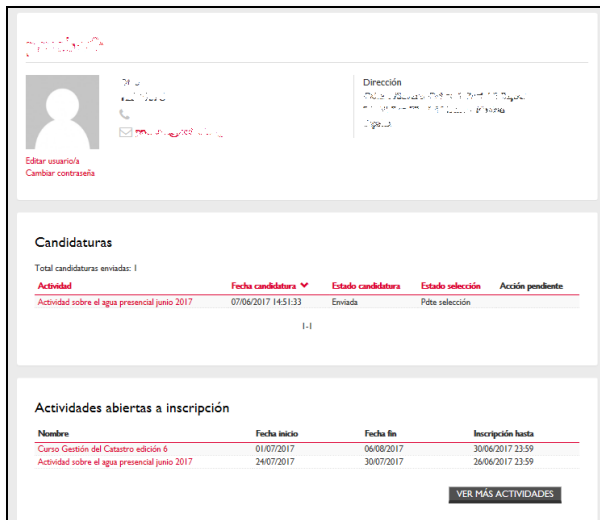 Dirección
Editar usuario/a
Cambiar contraseña
Candidaturas
Total candidaturas enviadas: 1
Actividad Fecha candidatura Estado candidatura Estado selección Acción pendiente
Actividad sobre el agua presencial junio 2017 07/06/2017 14:51:33 Enviada Pdte selección
1-1
Actividades abiertas a inscripción
Nombre Fecha inicio Fecha fin Inscripción hasta
Curso Gestión del Catastro edición 6 01/07/2017 06/08/2017 30/06/2017 23:59
Actividad sobre el agua presencial junio 2017 24/07/2017 30/07/2017 26/06/2017 23:59
VER MÁS ACTIVIDADES